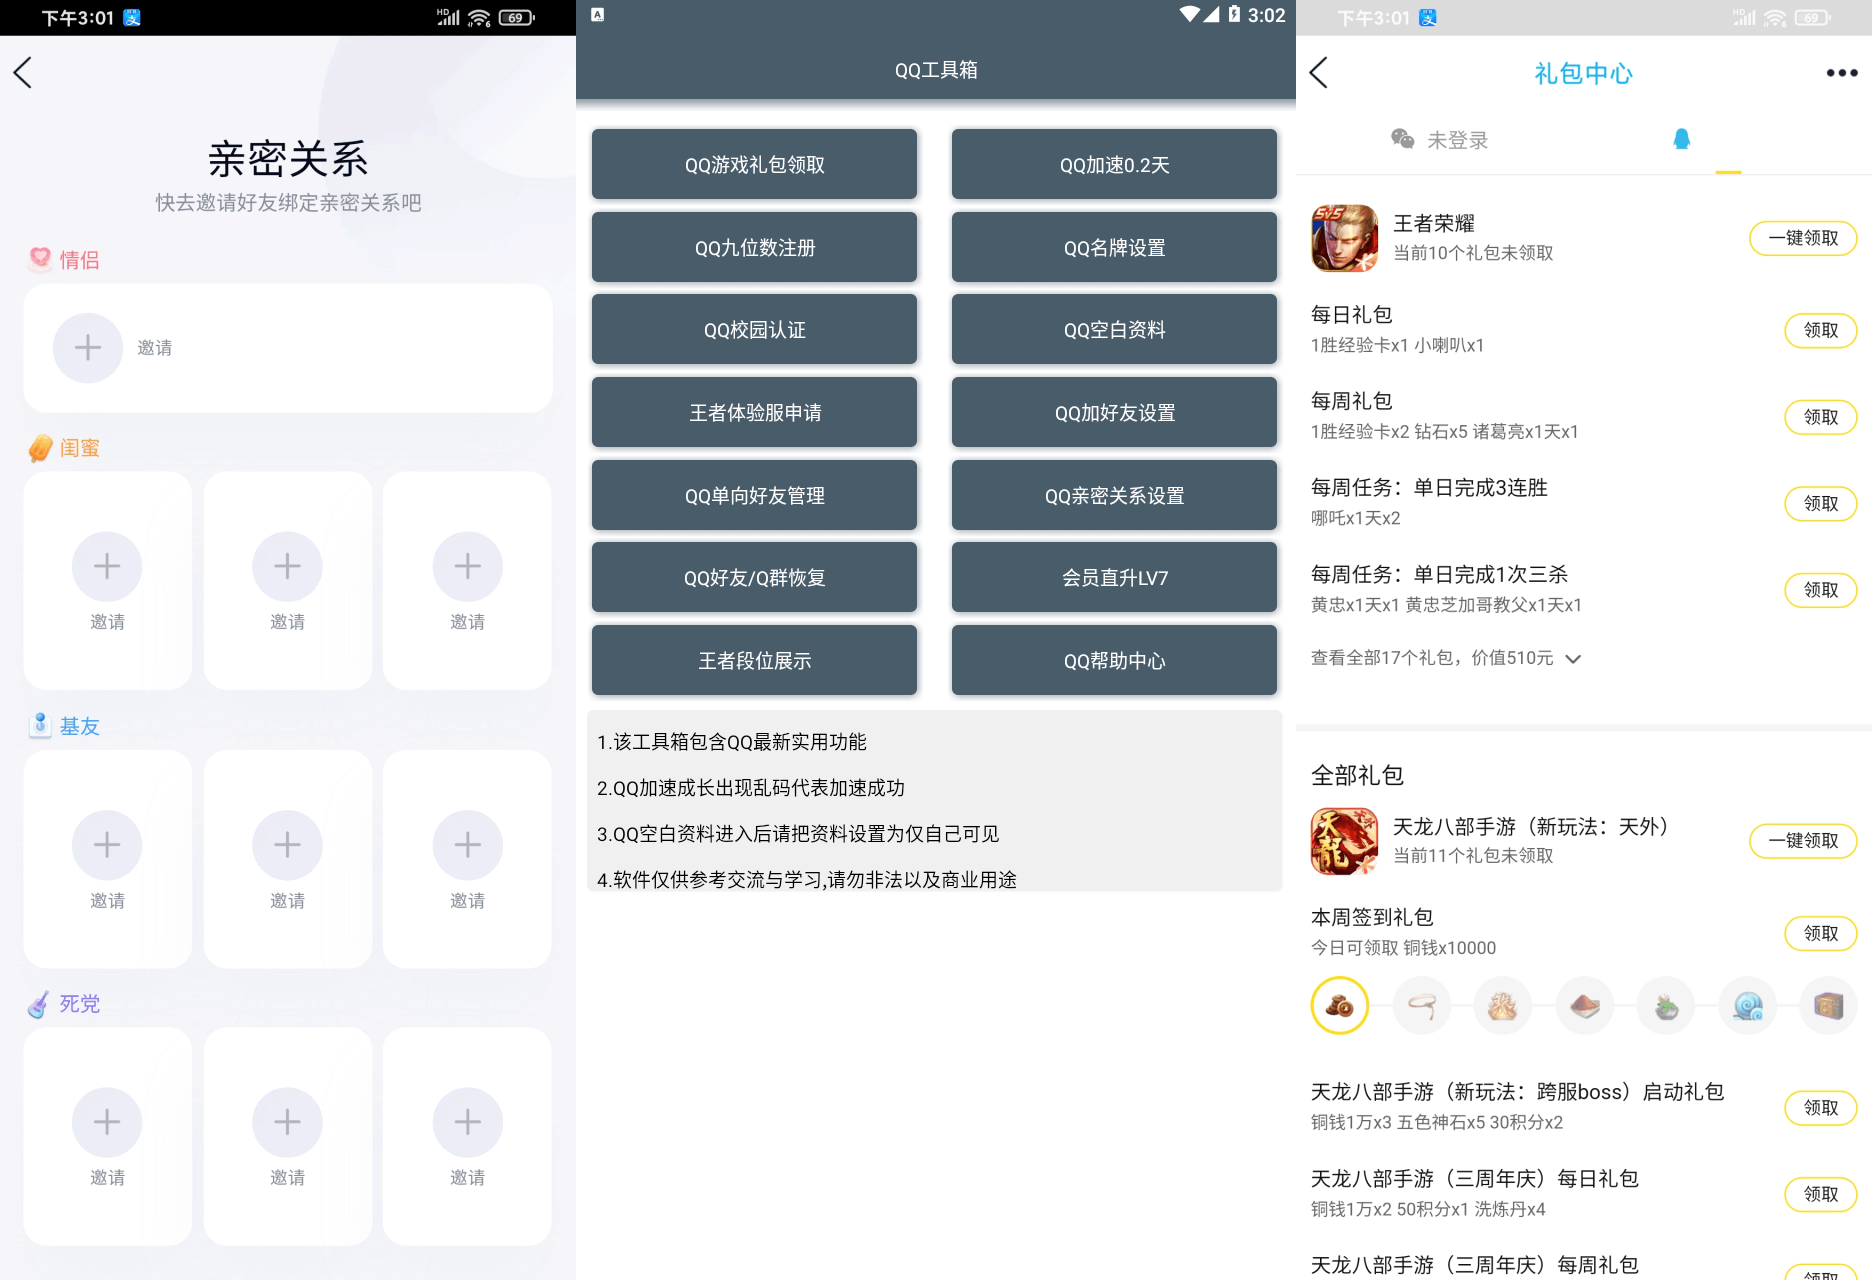 下午3:01
HD
69
亲密关系
快去邀请好友绑定亲密关系吧
情侣
邀请
闺蜜
邀请
邀请
邀请
基友
邀请
邀请
邀请
死党
邀请
邀请
邀请
A
3:02
QQ工具箱
QQ游戏礼包领取
QQ加速0.2天
QQ九位数注册
QQ名牌设置
QQ校园认证
QQ空白资料
王者体验服申请
QQ加好友设置
QQ单向好友管理
QQ亲密关系设置
QQ好友/Q群恢复
会员直升LV7
王者段位展示
QQ帮助中心
1.该工具箱包含QQ最新实用功能
2.QQ加速成长出现乱码代表加速成功
3.QQ空白资料进入后请把资料设置为仅自己可见
4.软件仅供参考交流与学习,请勿非法以及商业用途
下午3:01
HD
69
礼包中心
未登录
5v5
王者荣耀
当前10个礼包未领取
一键领取
每日礼包
1胜经验卡x1 小喇叭x1
领取
每周礼包
1胜经验卡x2 钻石x5 诸葛亮x1天x1
领取
每周任务：单日完成3连胜
哪吒x1天x2
领取
每周任务：单日完成1次三杀
黄忠x1天x1 黄忠芝加哥教父x1天x1
领取
查看全部17个礼包，价值510元
全部礼包
天龍
天龙八部手游（新玩法：天外）
当前11个礼包未领取
一键领取
本周签到礼包
今日可领取 铜钱x10000
领取
天龙八部手游（新玩法：跨服boss）启动礼包
铜钱1万x3 五色神石x5 30积分x2
领取
天龙八部手游（三周年庆）每日礼包
铜钱1万x2 50积分x1 洗炼丹x4
领取
天龙八部手游（三周年庆）每周礼包
领取